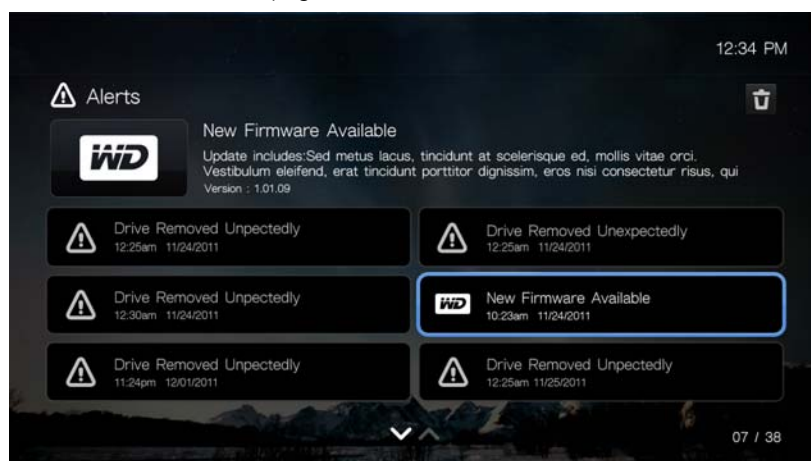 12:34 PM
Alerts
WD
New Firmware Available
Update includes:Sed metus lacus, tincidunt at scelerisque ed, mollis vitae orci.
Vestibulum eleifend, erat tincidunt porttitor dignissim, eros nisi consectetur risus, qui
Version : 1.01.09
Drive Removed Unpectedly
12:25am 11/24/2011
Drive Removed Unexpectedly
12:25am 11/24/2011
Drive Removed Unpectedly
12:30am 11/24/2011
WD
New Firmware Available
10:23am 11/24/2011
Drive Removed Unpectedly
11:24pm 12/01/2011
Drive Removed Unpectedly
12:25am 11/25/2011
07 / 38